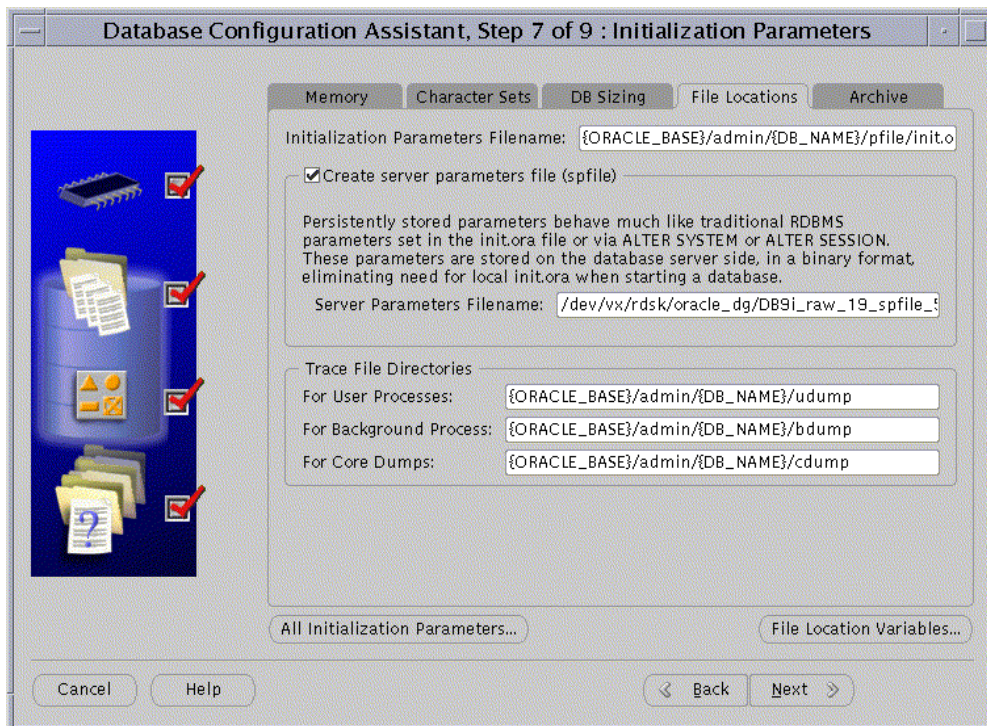 Database Configuration Assistant, Step 7 of 9 : Initialization Parameters
Memory
Character Sets
DB Sizing
File Locations
Archive
Initialization Parameters Filename: {ORACLE_BASE}/admin/{DB_NAME}/pfile/init.o
Create server parameters file (spfile)
Persistently stored parameters behave much like traditional RDBMS
parameters set in the init.ora file or via ALTER SYSTEM or ALTER SESSION.
These parameters are stored on the database server side, in a binary format,
eliminating need for local init.ora when starting a database.
Server Parameters Filename: /dev/vx/rdsk/oracle_dg/DB9i_raw_19_spfile_5
Trace File Directories
For User Processes: {ORACLE_BASE}/admin/{DB_NAME}/udump
For Background Process: {ORACLE_BASE}/admin/{DB_NAME}/bdump
For Core Dumps: {ORACLE_BASE}/admin/{DB_NAME}/cdump
?
All Initialization Parameters...
File Location Variables...
Cancel
Help
Back
Next